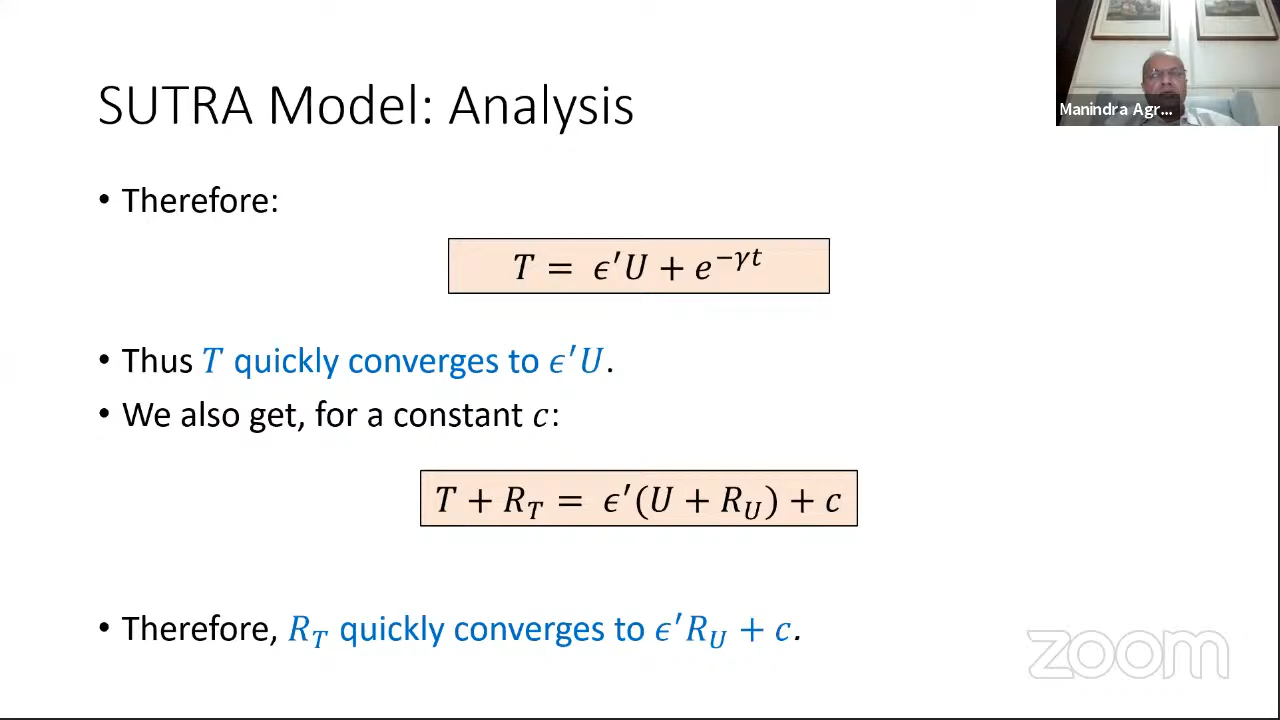 SUTRA Model: Analysis
Manindra Agr...
• Therefore:
T = ϵ′U + e^{−γt}
• Thus T quickly converges to ϵ′U.
• We also get, for a constant c:
T + R_T = ϵ′(U + R_U) + c
• Therefore, R_T quickly converges to ϵ′R_U + c.
zoom